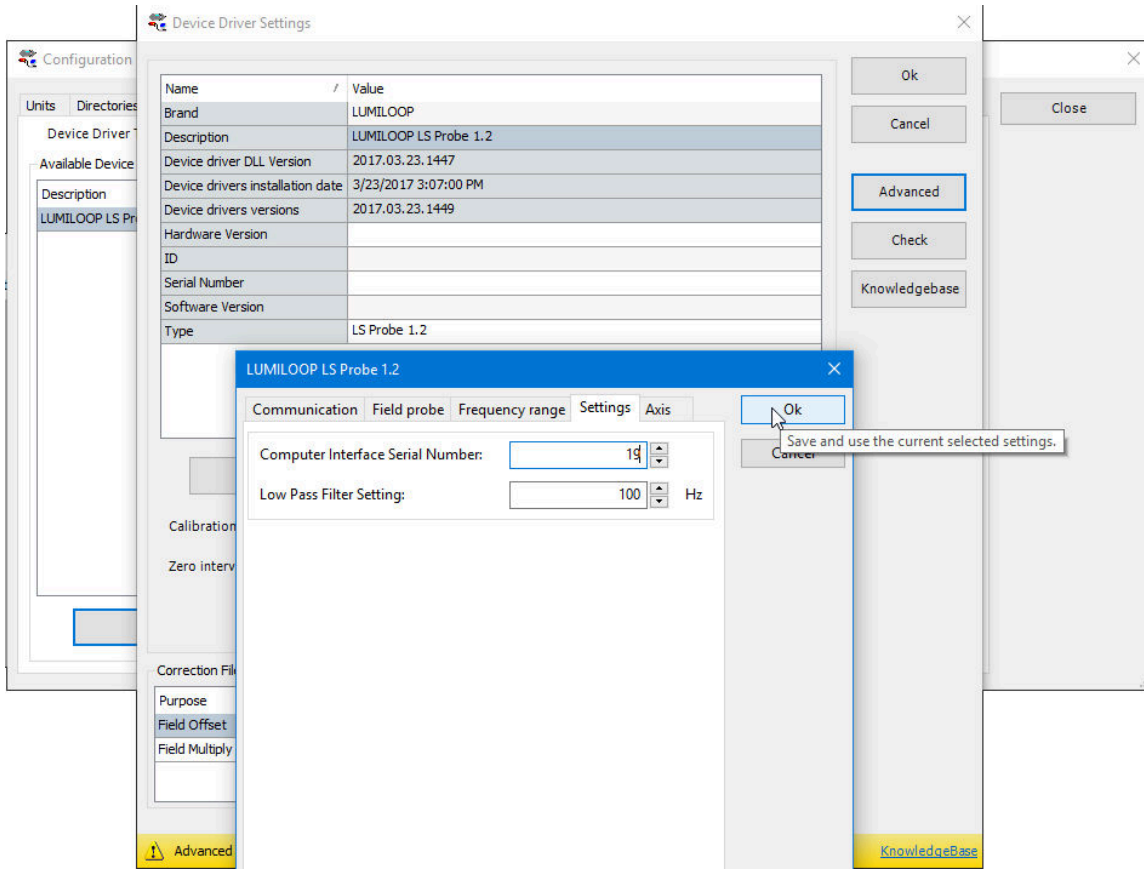 Device Driver Settings
Configuration
Units Directories
Device Driver
Available Device
Description
LUMILOOP LS Pr
Close
Name / Value
Brand LUMILOOP
Description LUMILOOP LS Probe 1.2
Device driver DLL Version 2017.03.23.1447
Device drivers installation date 3/23/2017 3:07:00 PM
Device drivers versions 2017.03.23.1449
Hardware Version
ID
Serial Number
Software Version
Type LS Probe 1.2
Ok
Cancel
Advanced
Check
Knowledgebase
Calibration
Zero interv
Correction File
Purpose
Field Offset
Field Multiply
Advanced
KnowledgeBase
LUMILOOP LS Probe 1.2
Communication Field probe Frequency range Settings Axis
Computer Interface Serial Number: 19
Low Pass Filter Setting: 100 Hz
Ok
Save and use the current selected settings.
Cancel